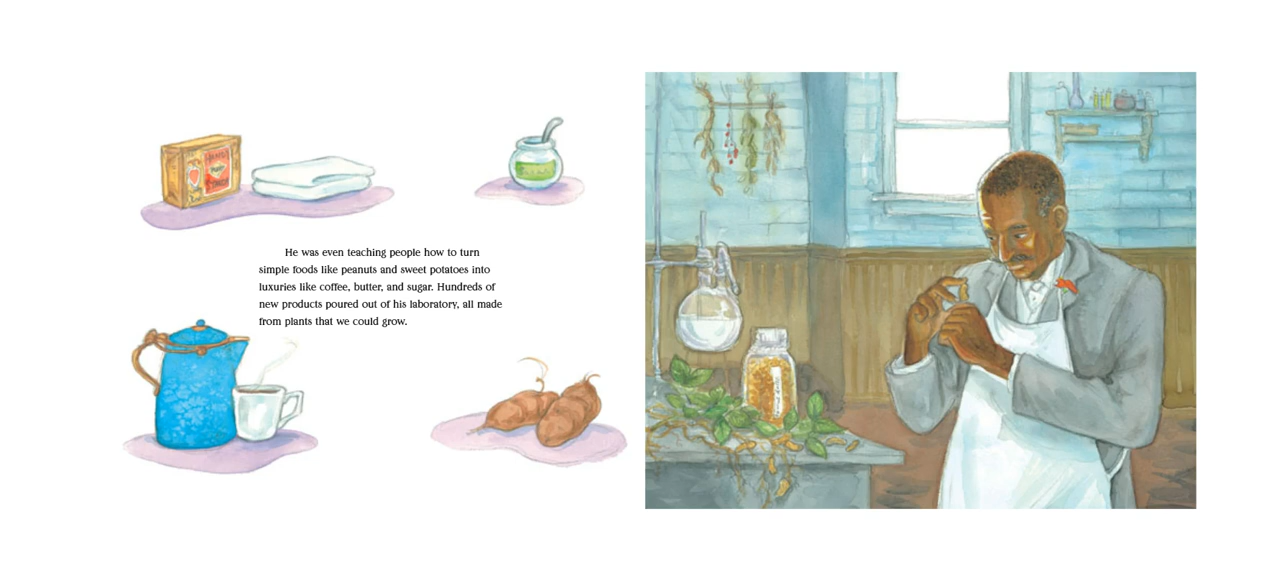 He was even teaching people how to turn
simple foods like peanuts and sweet potatoes into
luxuries like coffee, butter, and sugar. Hundreds of
new products poured out of his laboratory, all made
from plants that we could grow.